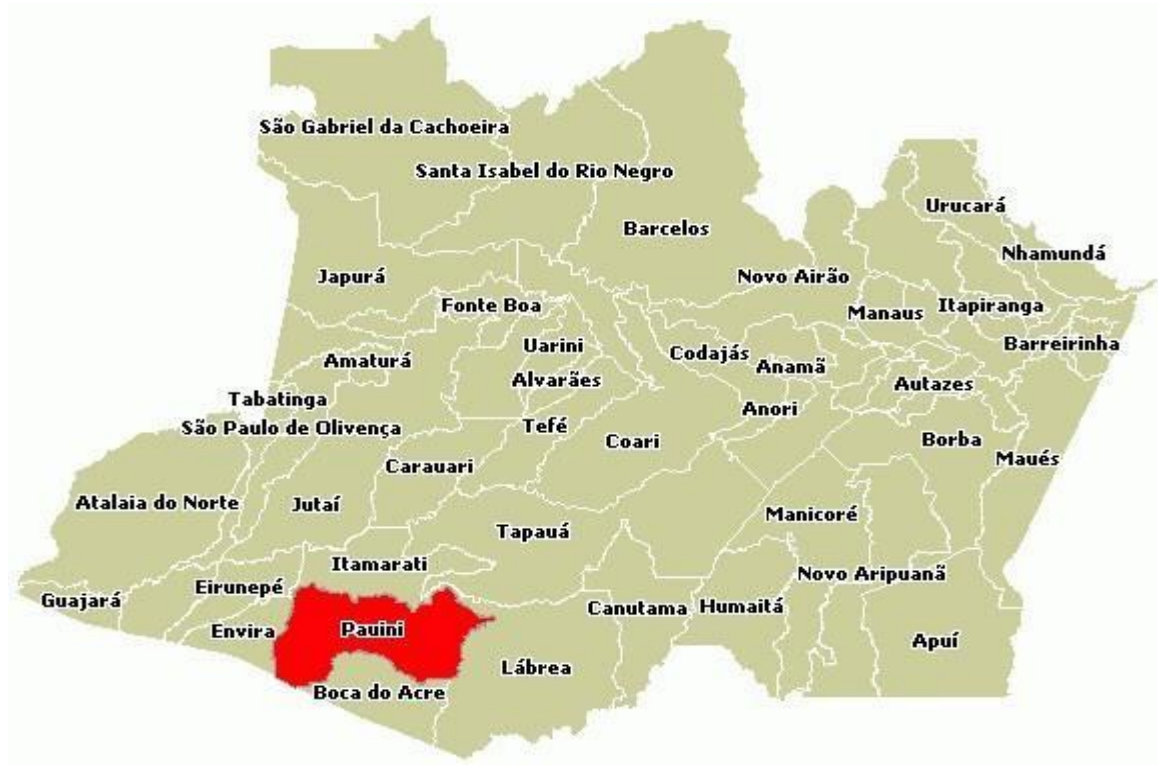 São Gabriel da Cachoeira
Santa Isabel do Rio Negro
Urucará
Barcelos
Nhamundá
Japurá
Novo Airão
Fonte Boa
Manaus
Itapiranga
Uarini
Barreirinha
Codajás
Amaturá
Anamã
Alvarães
Autazes
Tabatinga
Anori
São Paulo de Olivença
Tefé
Coari
Borba
Maués
Carauari
Atalaia do Norte
Jutaí
Manicoré
Tapauá
Itamarati
Novo Aripuanã
Eirunepé
Guajará
Canutama
Humaitá
Envira
Pauini
Apuí
Lábrea
Boca do Acre